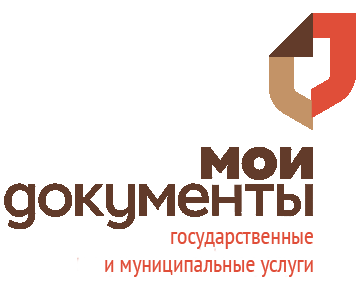 мои
документы
государственные
и муниципальные услуги